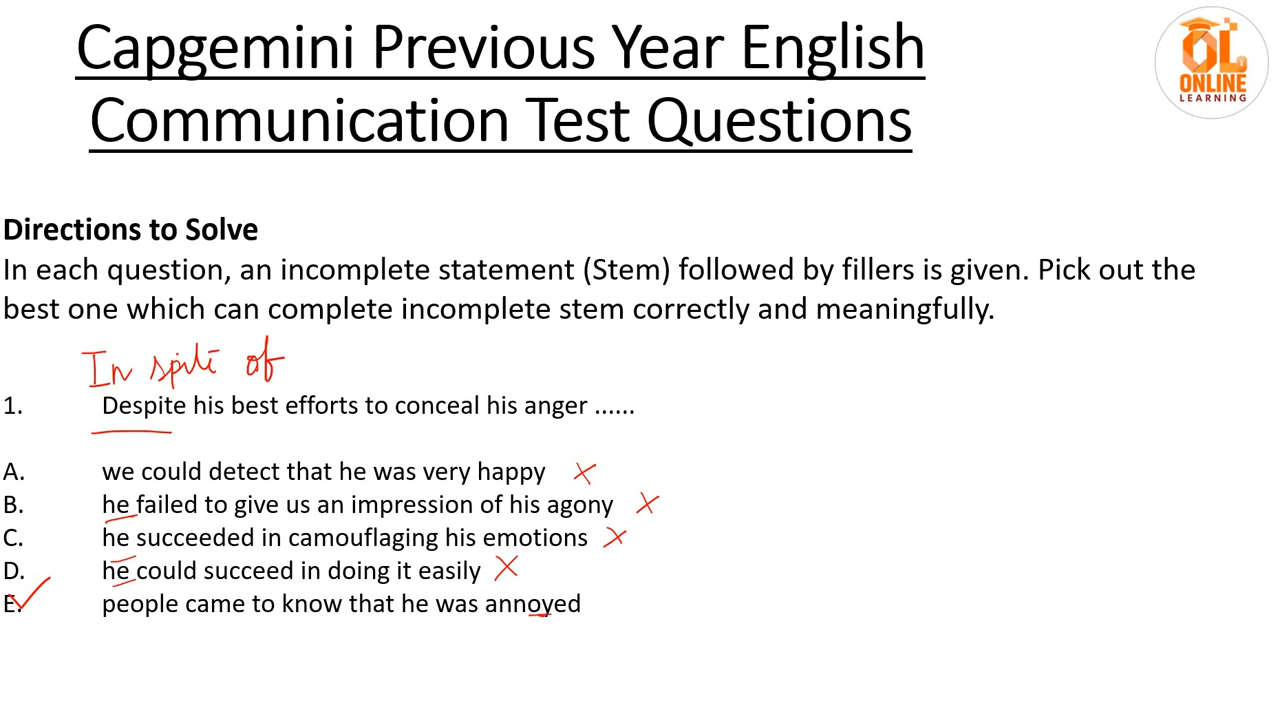 Capgemini Previous Year English
Communication Test Questions
OL
ONLINE
LEARNING
Directions to Solve
In each question, an incomplete statement (Stem) followed by fillers is given. Pick out the
best one which can complete incomplete stem correctly and meaningfully.
In spite of
1. Despite his best efforts to conceal his anger ......
A. we could detect that he was very happy
B. he failed to give us an impression of his agony
C. he succeeded in camouflaging his emotions
D. he could succeed in doing it easily
E. people came to know that he was annoyed